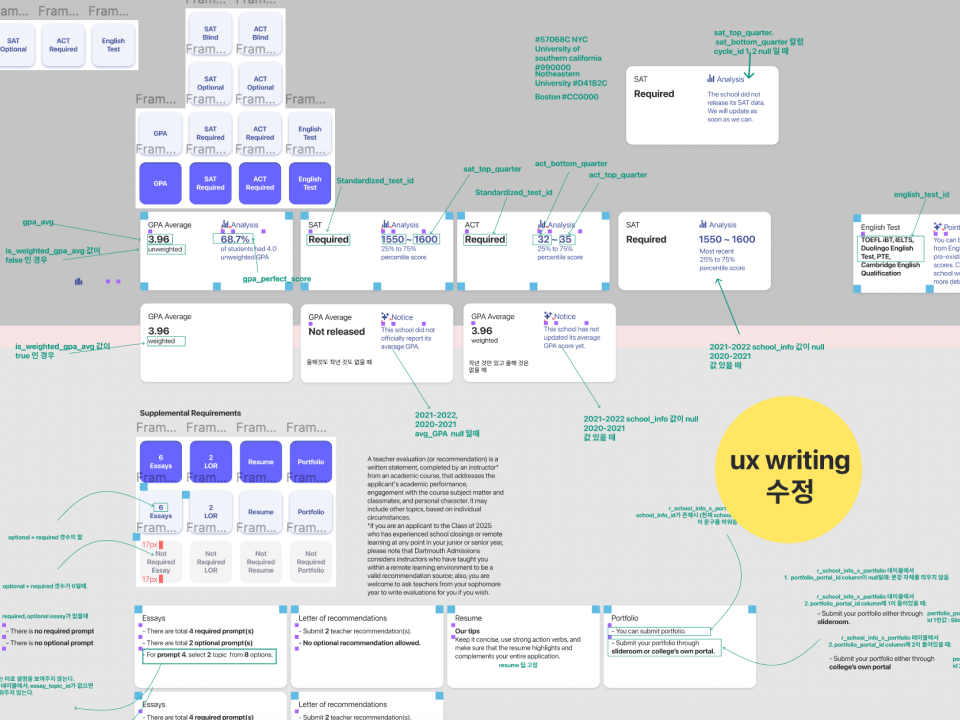 Fram...
Fram...
Fram...
Fram...
SAT
Optional
ACT
Required
English
Test
SAT
Blind
ACT
Blind
Fram...
Fram...
SAT
Optional
ACT
Optional
Fram...
Fram...
Fram...
Fram...
GPA
SAT
Required
ACT
Required
English
Test
Fram...
Fram...
Fram...
Fram...
GPA
SAT
Required
ACT
Required
English
Test
#57068C NYC
University of
southern california
#990000
Notheastern
University #D41B2C
Boston #CC0000
sat_top_quarter.
sat_bottom_quarter 칼럼
cycle_id 1,2 null 일 때
SAT
Required
Analysis
The school did not
release its SAT data.
We will update as
soon as we can.
gpa_avg
is_weighted_gpa_avg 값이
false 인 경우
Standardized_test_id
sat_top_quarter
act_bottom_quarter
act_top_quarter
Standardized_test_id
english_test_id
GPA Average
3.96
unweighted
Analysis
68.7%
of students had 4.0
unweighted GPA
gpa_perfect_score
SAT
Required
Analysis
1550 ~ 1600
25% to 75%
percentile score
ACT
Required
Analysis
32 ~ 35
25% to 75%
percentile score
SAT
Required
Analysis
1550 ~ 1600
Most recent
25% to 75%
percentile score
English Test
TOEFL iBT, IELTS,
Duolingo English
Test, PTE,
Cambridge English
Qualification
Point
You can b
from Engl
pre-existi
scores. C
school we
more deta
is_weighted_gpa_avg 값이
true 인 경우
GPA Average
3.96
weighted
GPA Average
Not released
올해것도 작년 것도 없을 때
Notice
This school did not
officially report its
average GPA.
GPA Average
3.96
weighted
작년 것만 있고 올해 것은
없을 때
Notice
This school has not
updated its average
GPA score yet.
2021-2022,
2020-2021
avg_GPA null 일때
2021-2022 school_info 값이 null
2020-2021
값 있을 때
2021-2022 school_info 값이 null
2020-2021
값 있을 때
Supplemental Requirements
Fram...
Fram...
Fram...
Fram...
6
Essays
2
LOR
Resume
Portfolio
Fram...
Fram...
Fram...
Fram...
6
Essays
2
LOR
Resume
Portfolio
Fram...
Fram...
Fram...
Fram...
17px
Not
Required
Essays
17px
Not
Required
LOR
Not
Required
Resume
Not
Required
Portfolio
optional + required 갯수의 합
optional + required 갯수가 0일때.
A teacher evaluation (or recommendation) is a
written statement, completed by an instructor*
from an academic course, that addresses the
applicant's academic performance,
engagement with the course subject matter and
classmates, and personal character. It may
include other topics, based on individual
circumstances.
*If you are an applicant to the Class of 2025
who has experienced school closings or remote
learning at any point in your junior or senior year,
please note that Dartmouth Admissions
considers instructors who have taught you
within a remote learning environment to be a
valid recommendation source; also, you are
welcome to ask teachers from your sophomore
year to write evaluations for you if you wish.
ux writing
수정
r_school_info_x_por
school_info_id가 존재시 (현재 scho
이 문구를 띄워줌
r_school_info_x_portfolio 테이블에서
1. portfolio_portal_id column이 null일때: 문장 자체를 띄우지 않음
r_school_info_x_portfolio 테이블에서
2.portfolio_portal_id column에 1이 들어있을 때:
- Submit your portfolio either through
slideroom.
portfolio_po
id 1번값 : Slid
r_school_info_x_portfolio 테이블에서
2.portfolio_portal_id column에 2이 들어있을 때:
- Submit your portfolio either through
college's own portal
required,optional essay가 없을때
- There is no required prompt
- There is no optional prompt
Essays
- There are total 4 required prompt(s)
- There are total 2 optional prompt(s)
- For prompt 4, select 2 topic from 8 options.
Letter of recommendations
- Submit 2 teacher recommendation(s).
- No optional recommendation allowed.
Resume
Our tips
Keep it concise, use strong action verbs, and
make sure that the resume highlights and
complements your entire application.
resume 팁 고정
Portfolio
- You can submit portfolio.
- Submit your portfolio through
slideroom or college's own portal.
는 따로 설명을 보여주지 않는다.
테이블에서, essay_topic_id가 없으면
워주지 않는다.
Essays
- There are total 4 required prompt(s)
Letter of recommendations
- Submit 2 teacher recommendation(s).